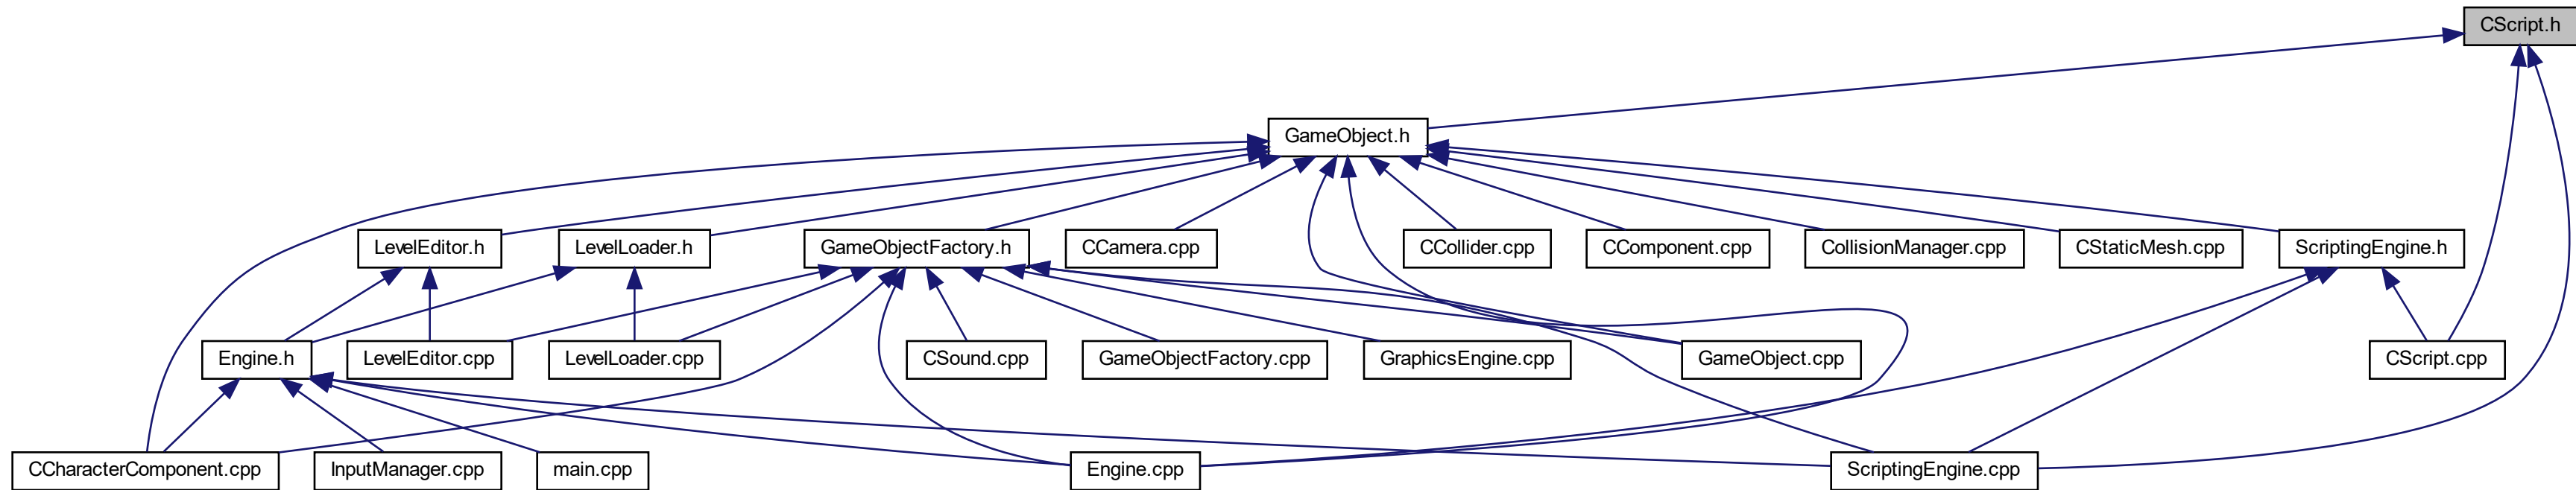 CScript.h
GameObject.h
LevelEditor.h
LevelLoader.h
GameObjectFactory.h
CCamera.cpp
CCollider.cpp
CComponent.cpp
CollisionManager.cpp
CStaticMesh.cpp
ScriptingEngine.h
Engine.h
LevelEditor.cpp
LevelLoader.cpp
CSound.cpp
GameObjectFactory.cpp
GraphicsEngine.cpp
GameObject.cpp
CScript.cpp
CCharacterComponent.cpp
InputManager.cpp
main.cpp
Engine.cpp
ScriptingEngine.cpp